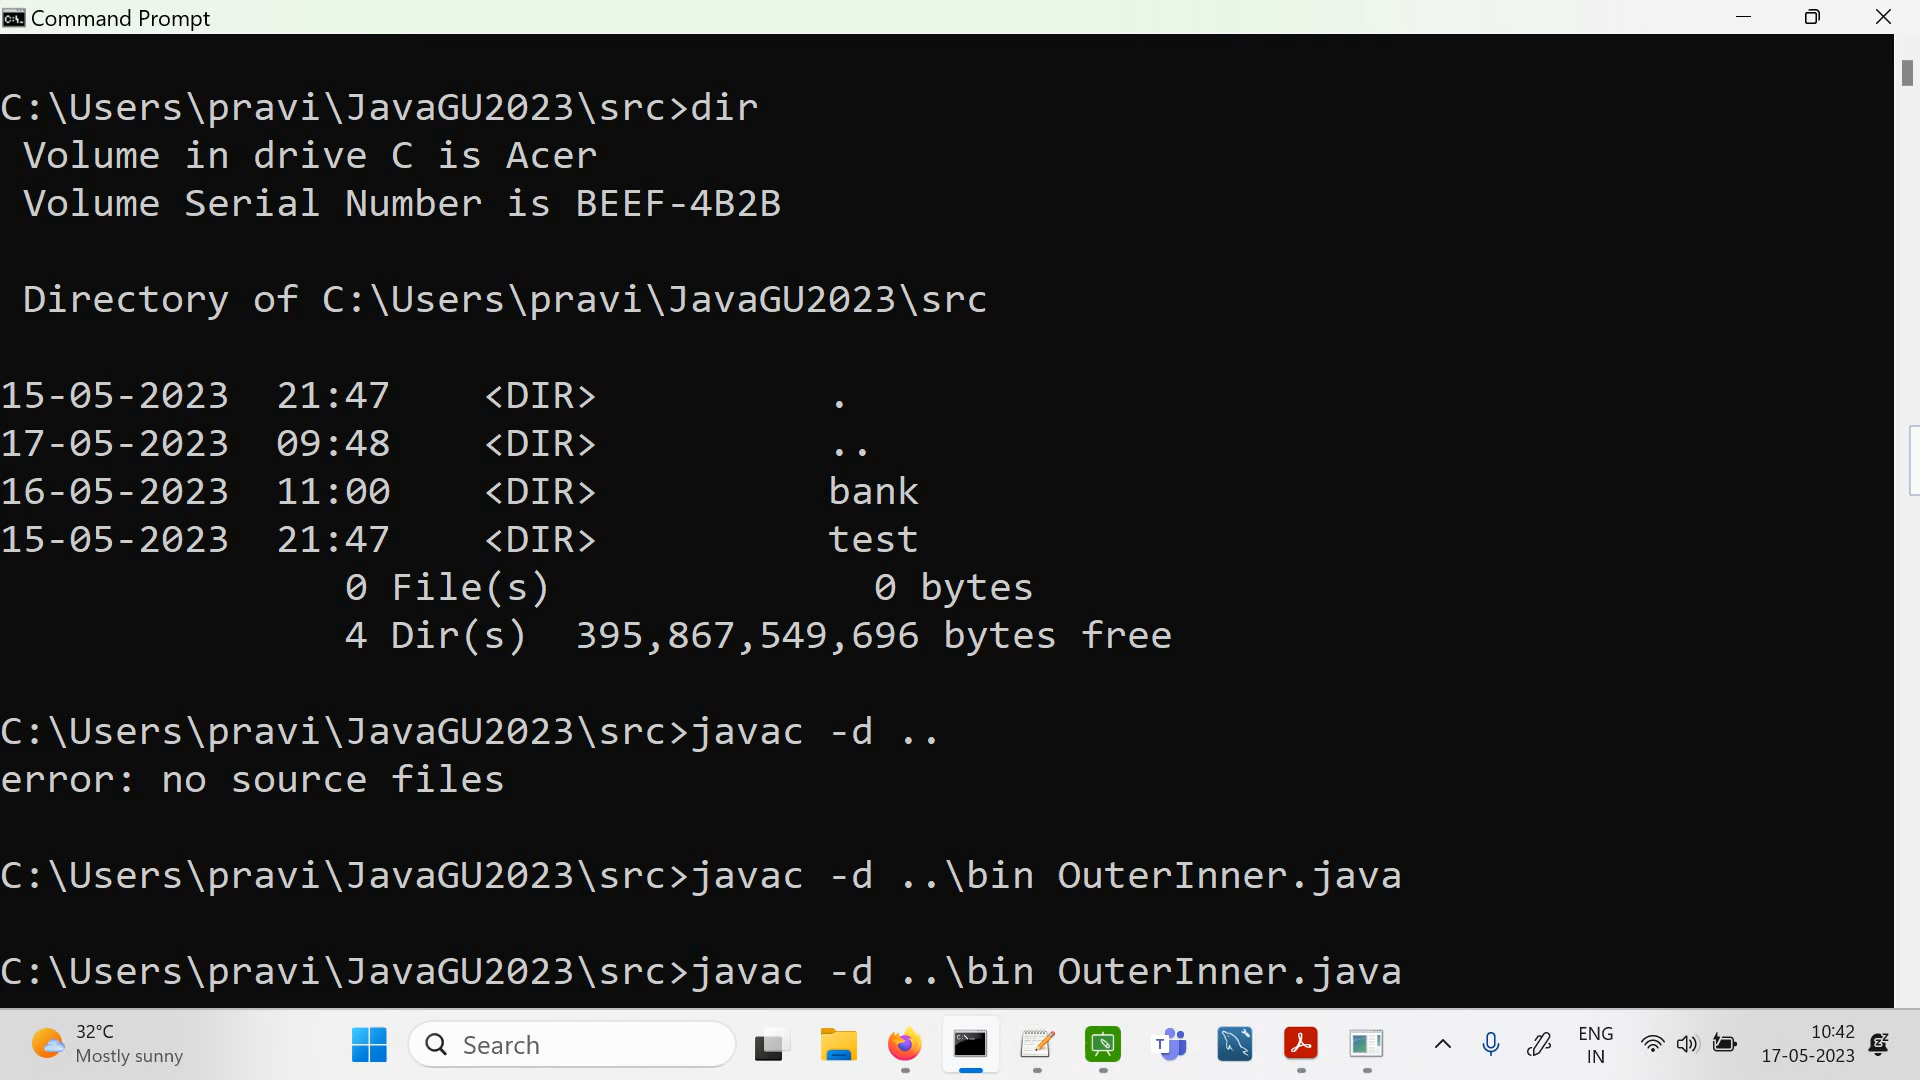 Command Prompt
C:\Users\pravi\JavaGU2023\src>dir
Volume in drive C is Acer
Volume Serial Number is BEEF-4B2B
Directory of C:\Users\pravi\JavaGU2023\src
15-05-2023  21:47    <DIR>          .
17-05-2023  09:48    <DIR>          ..
16-05-2023  11:00    <DIR>          bank
15-05-2023  21:47    <DIR>          test
0 File(s)              0 bytes
4 Dir(s)  395,867,549,696 bytes free
C:\Users\pravi\JavaGU2023\src>javac -d ..
error: no source files
C:\Users\pravi\JavaGU2023\src>javac -d ..\bin OuterInner.java
C:\Users\pravi\JavaGU2023\src>javac -d ..\bin OuterInner.java
32°C
Mostly sunny
Search
ENG
IN
10:42
17-05-2023